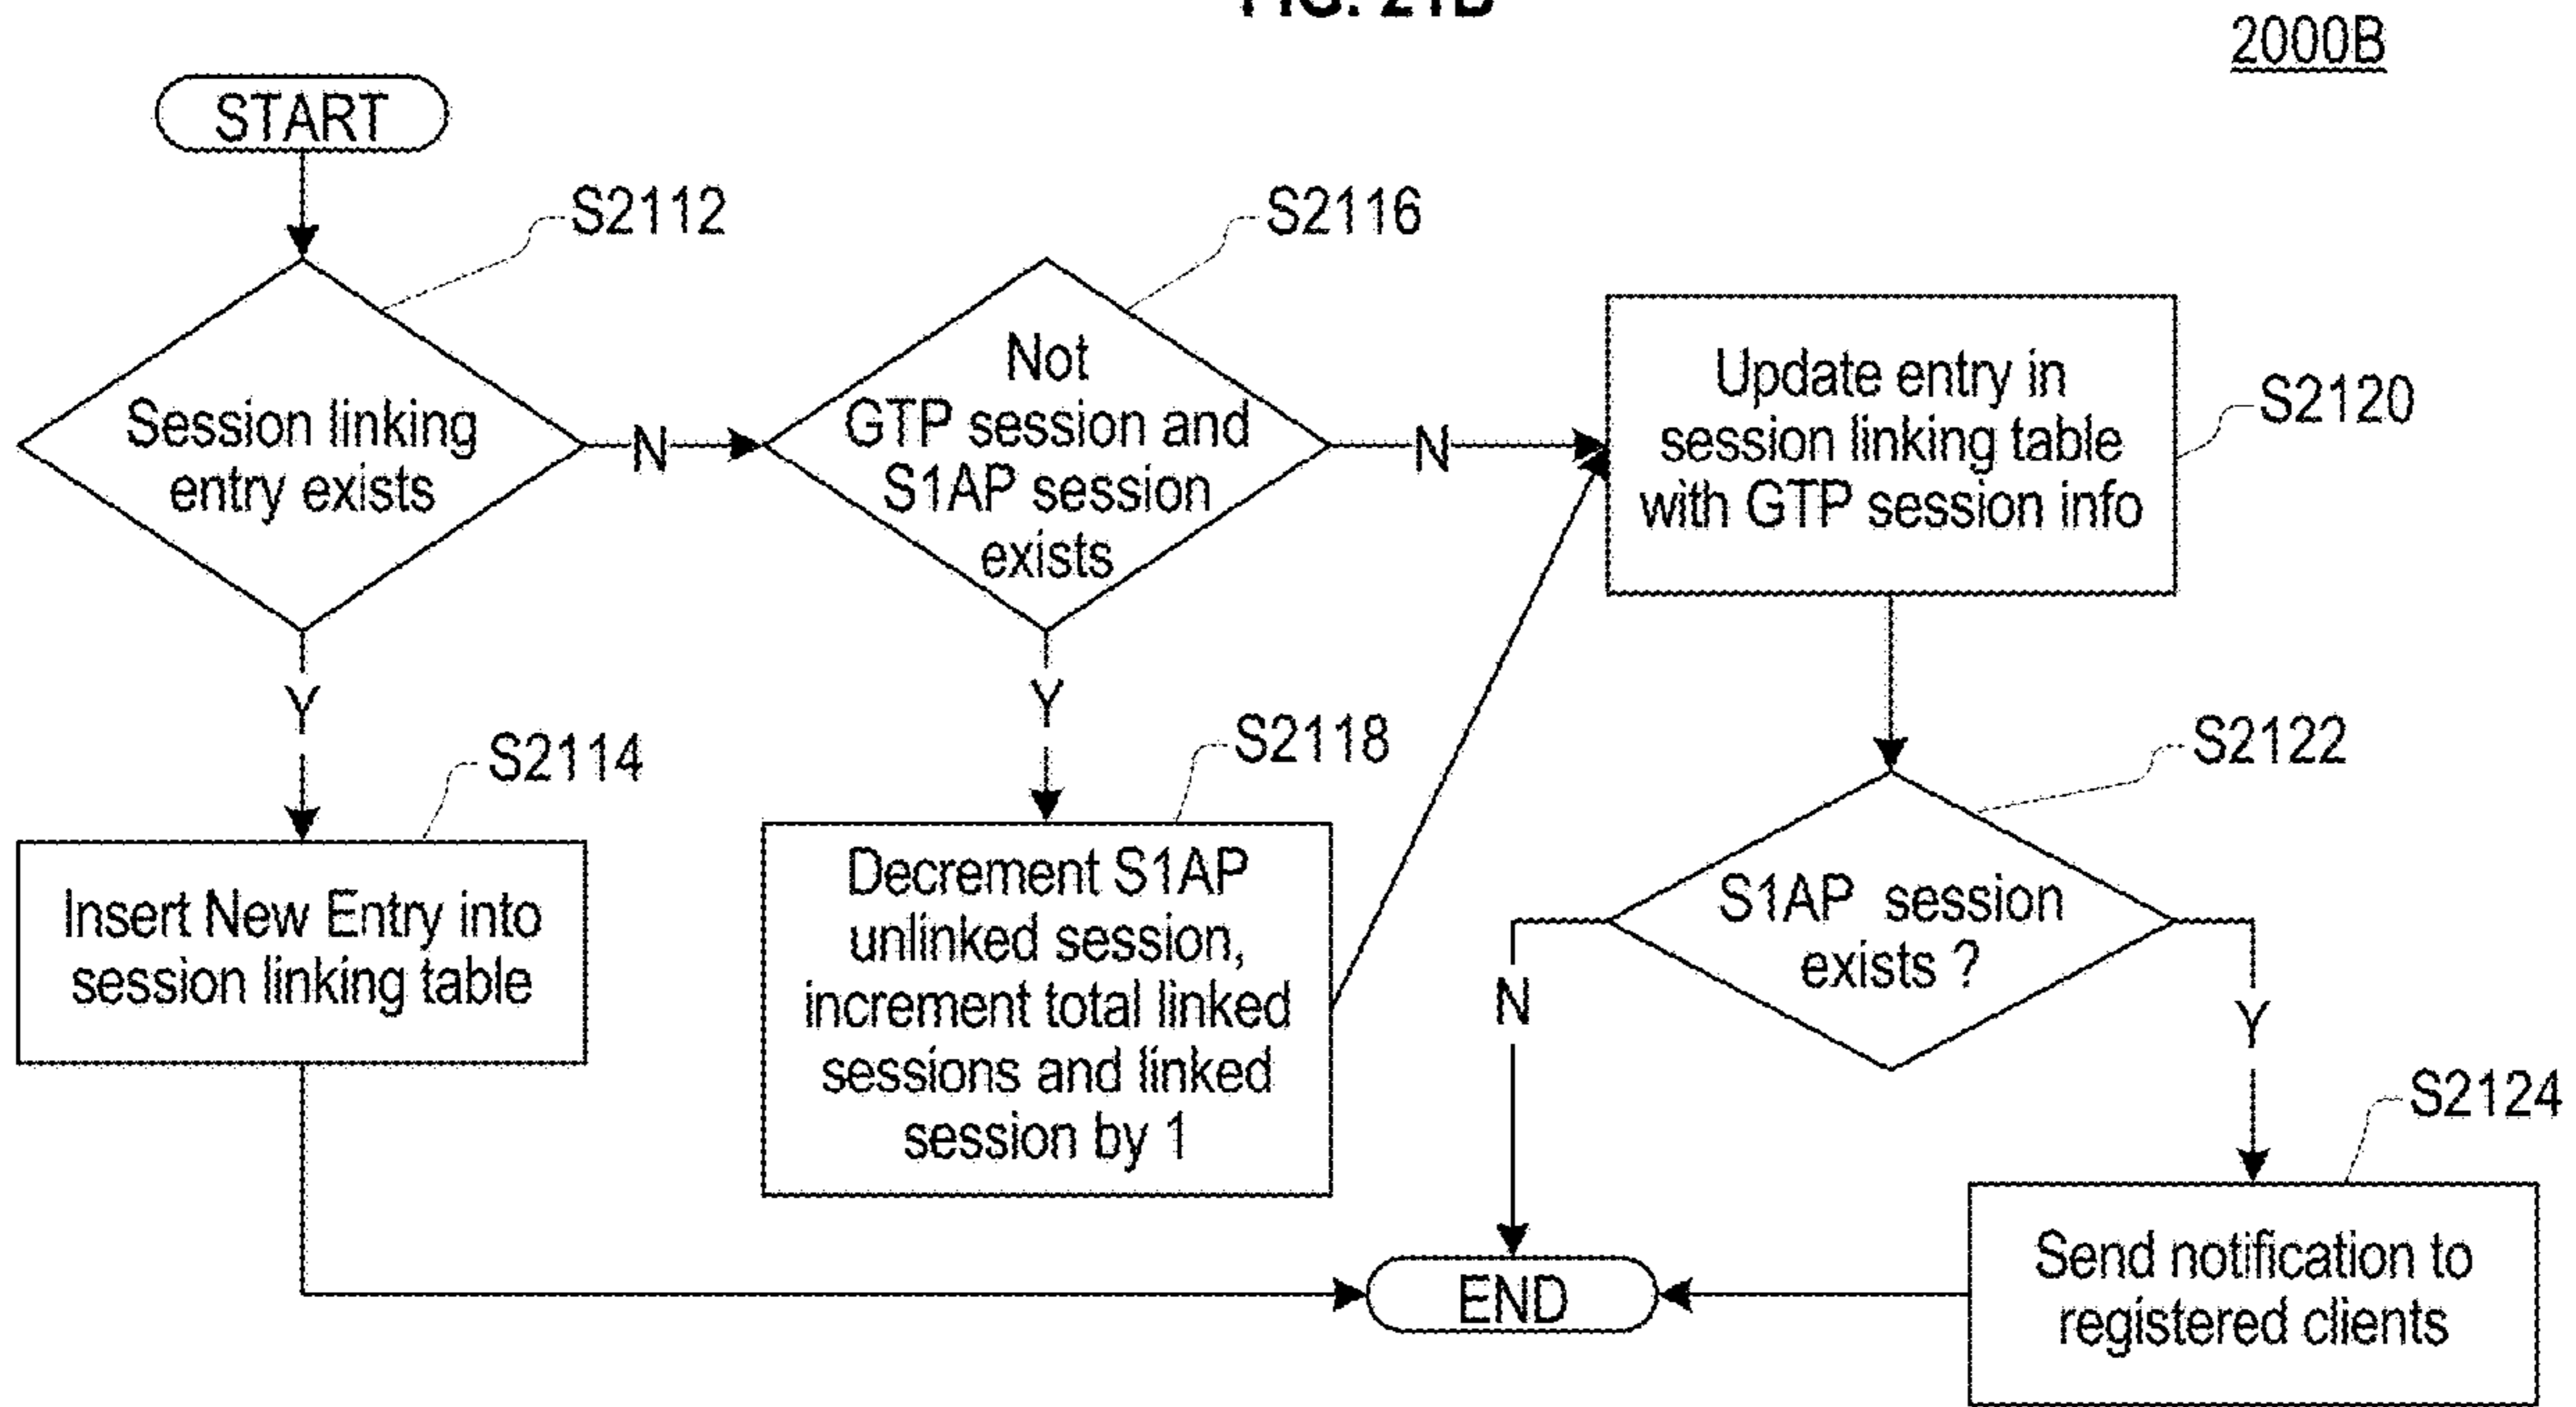 FIG. 21B
2000B
START
S2112
Session linking
entry exists
N
Y
S2114
Insert New Entry into
session linking table
S2116
Not
GTP session and
S1AP session
exists
N
Y
S2118
Decrement S1AP
unlinked session,
increment total linked
sessions and linked
session by 1
S2120
Update entry in
session linking table
with GTP session info
S2122
S1AP session
exists ?
N
Y
S2124
Send notification to
registered clients
END